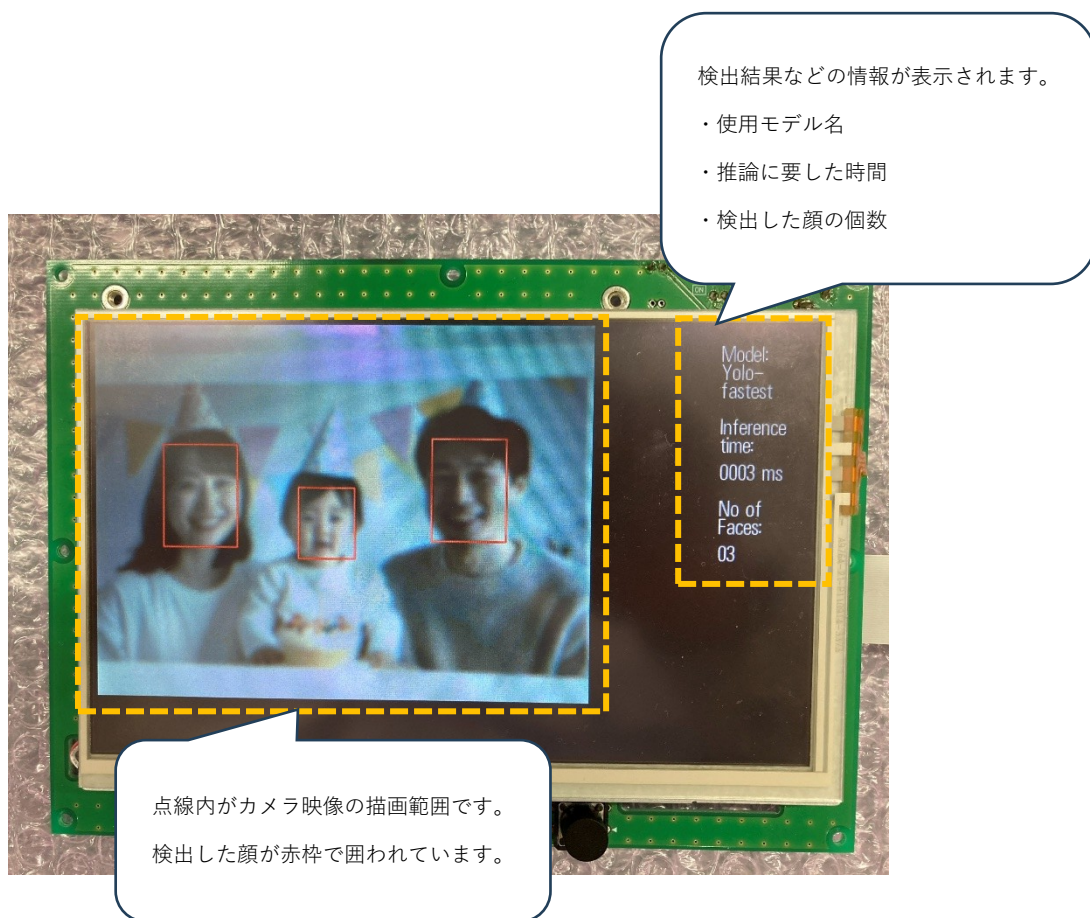 検出結果などの情報が表示されます。
・使用モデル名
・推論に要した時間
・検出した顔の個数
ON
Model:
Yolo-
fastest
Inference
time:
0003 ms
No of
Faces:
03
点線内がカメラ映像の描画範囲です。
検出した顔が赤枠で囲われています。